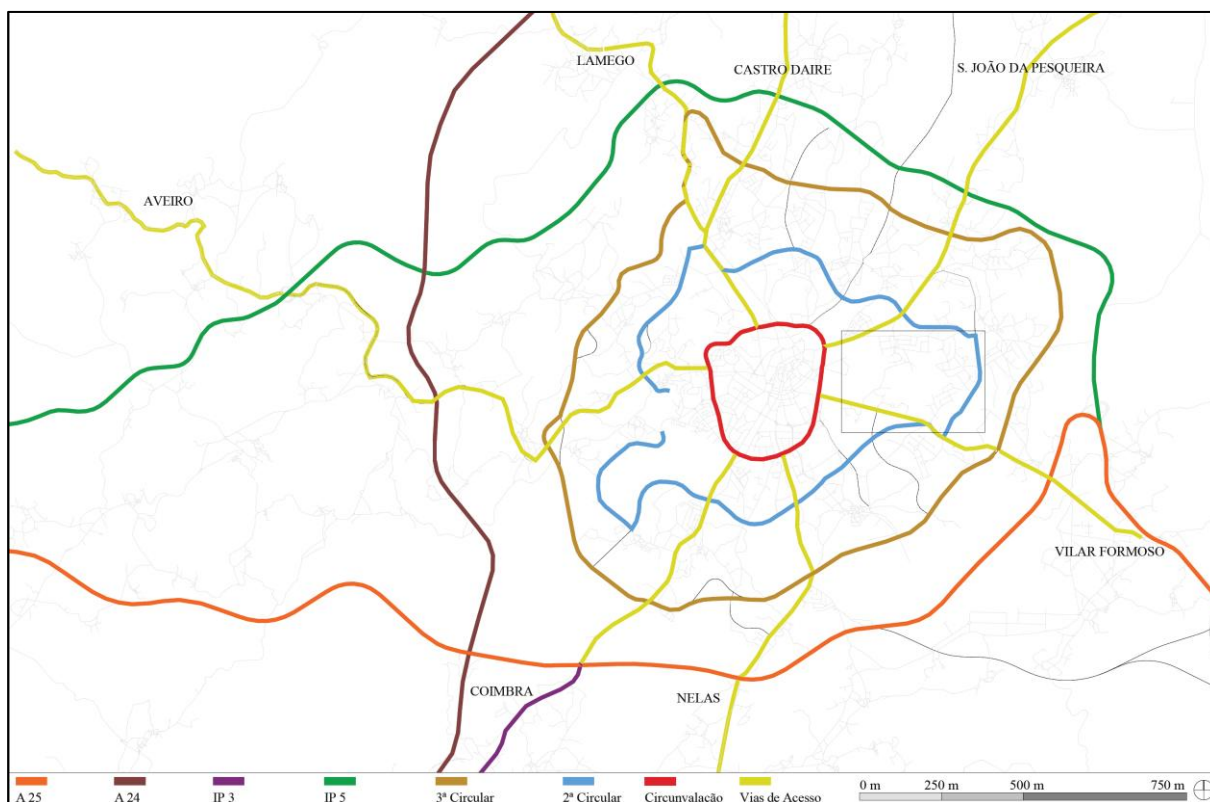 LAMEGO
CASTRO DAIRE
S. JOÃO DA PESQUEIRA
AVEIRO
VILAR FORMOSO
COIMBRA
NELAS
A 25
A 24
IP 3
IP 5
3ª Circular
2ª Circular
Circunvalação
Vias de Acesso
0 m
250 m
500 m
750 m